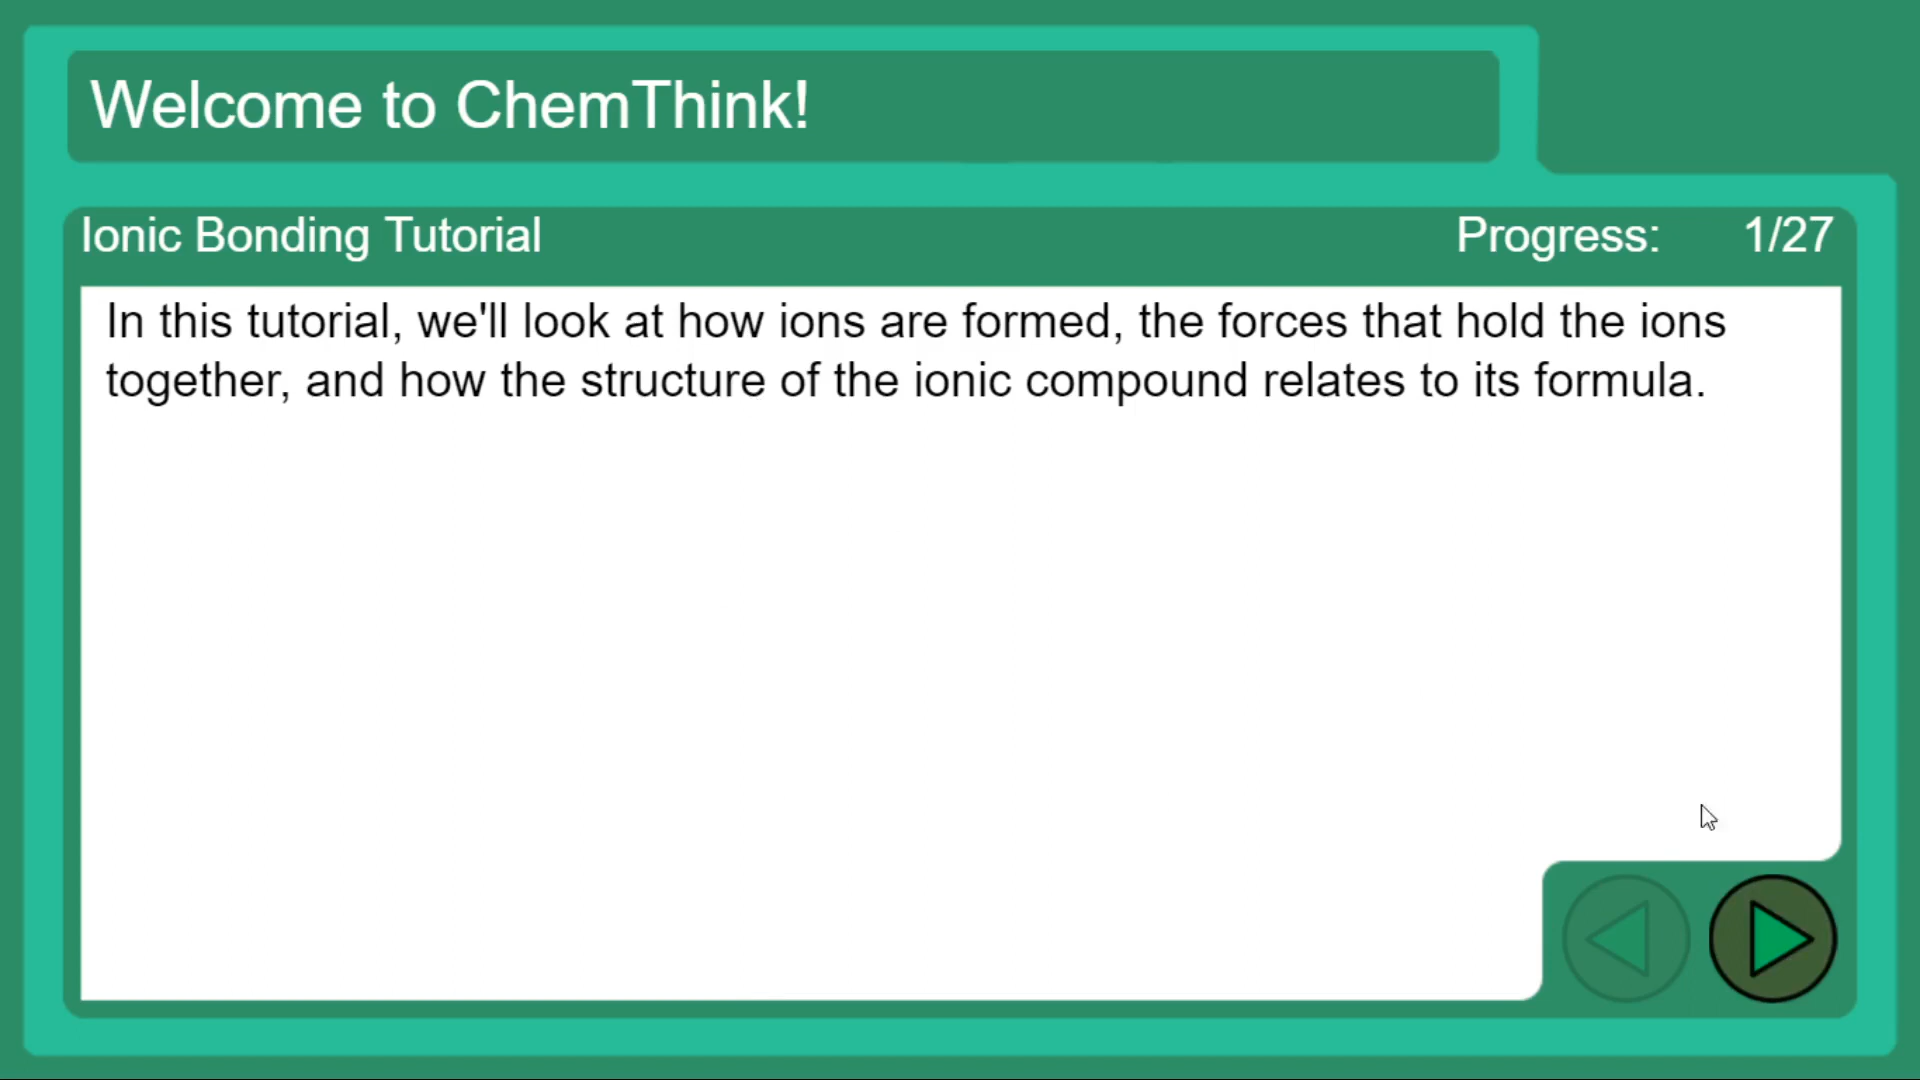 Welcome to ChemThink!
Ionic Bonding Tutorial
Progress: 1/27
In this tutorial, we'll look at how ions are formed, the forces that hold the ions
together, and how the structure of the ionic compound relates to its formula.